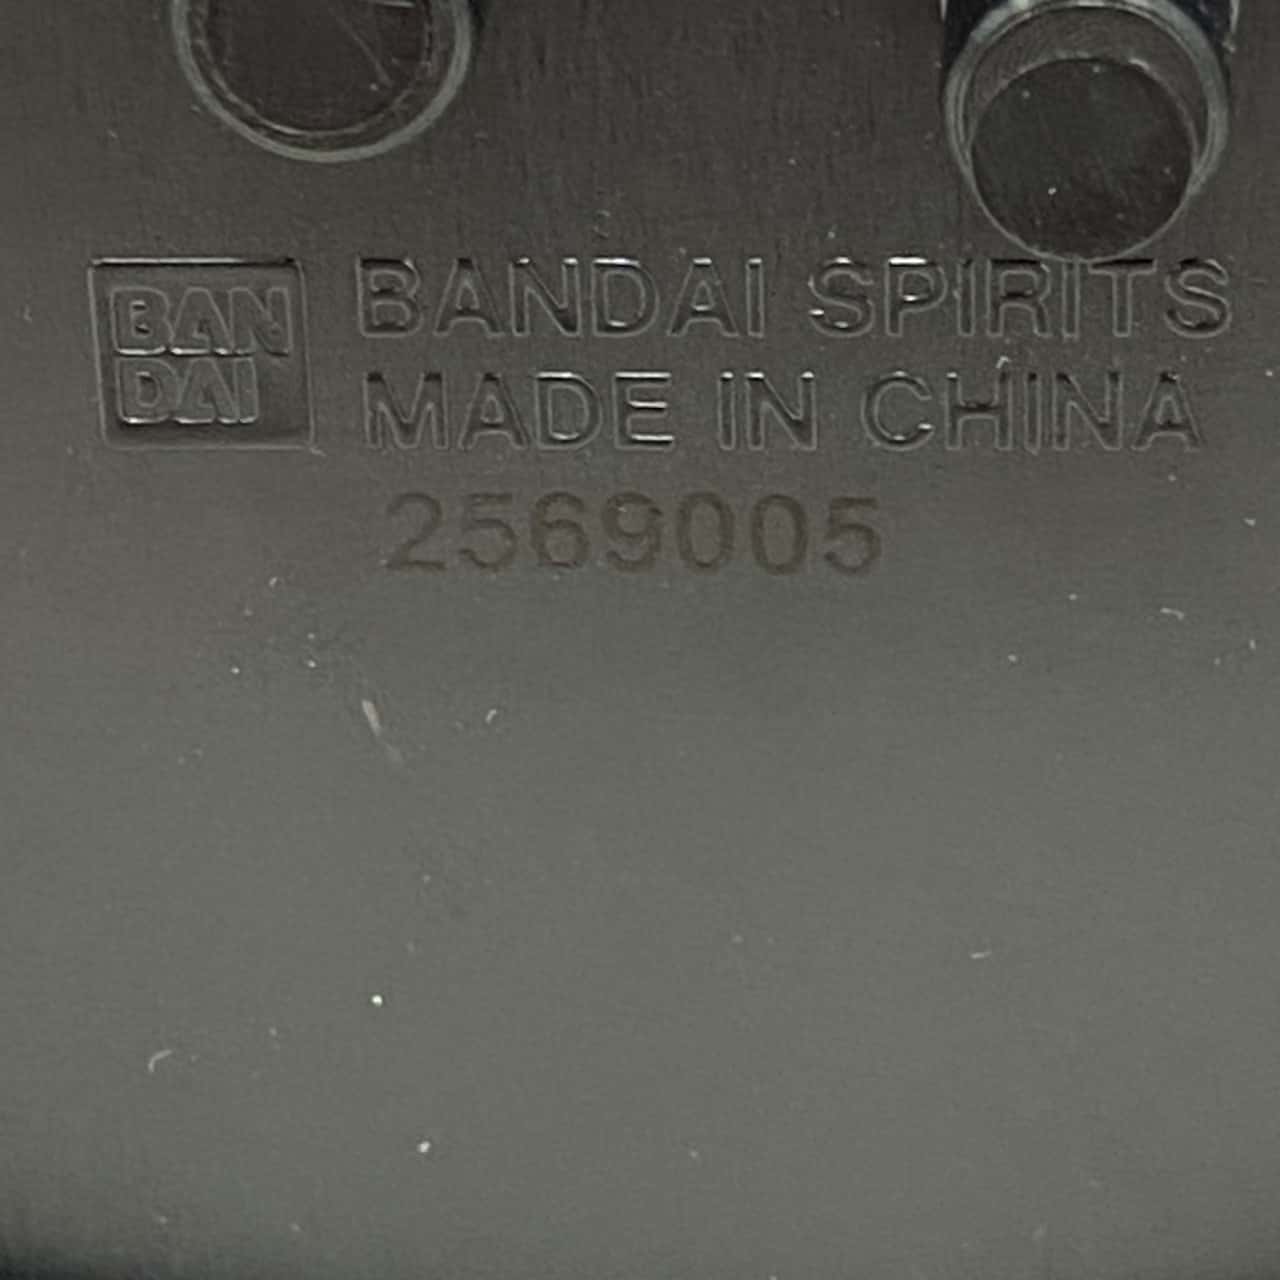 BAN
DAI
BANDAI SPIRITS
MADE IN CHINA
2569005